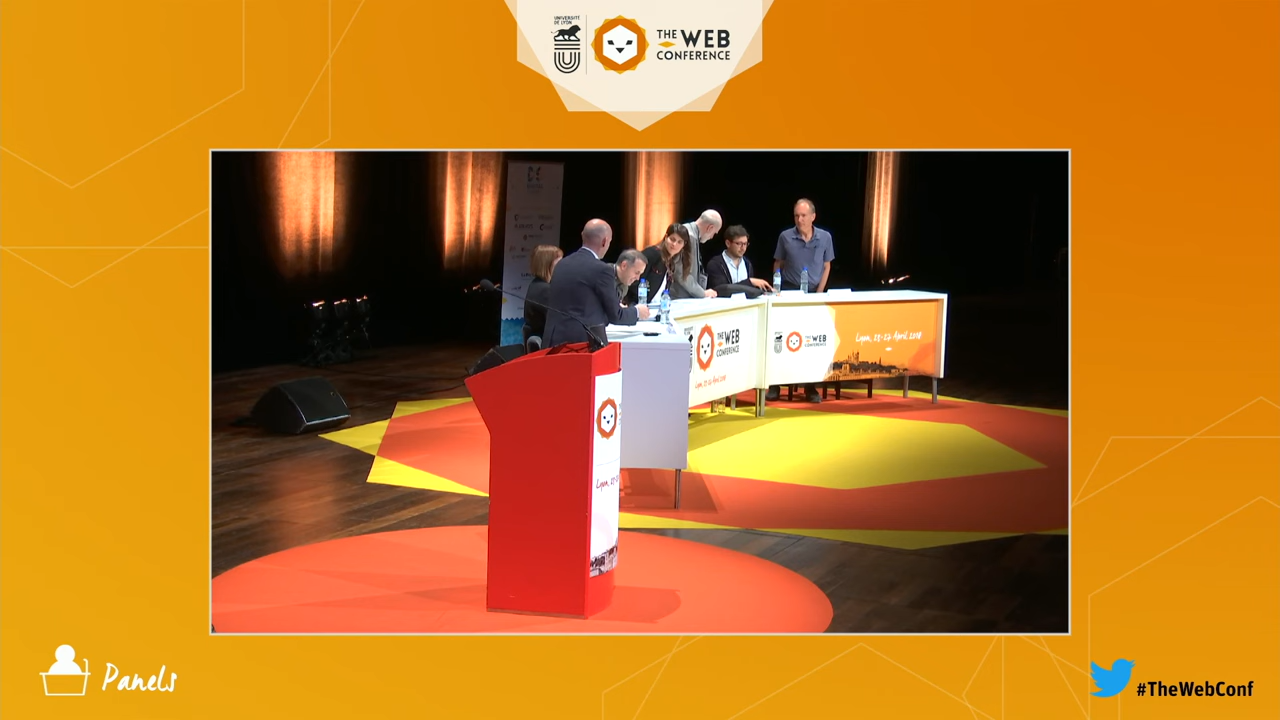 UNIVERSITÉ
DE LYON
THE WEB
CONFERENCE
THE WEB
CONFERENCE
THE WEB
CONFERENCE
Lyon, 23-27 April 2018
Panels
#TheWebConf